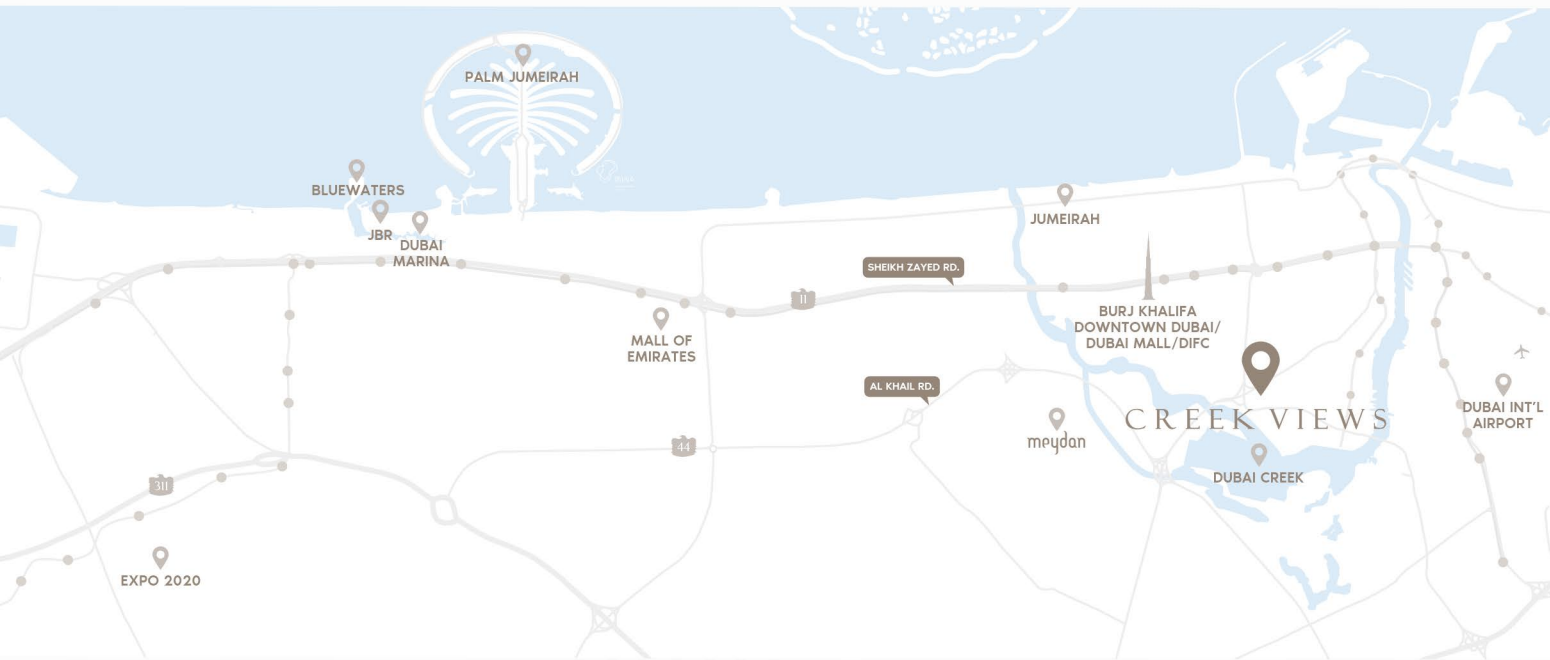 PALM JUMEIRAH
BLUEWATERS
JBR
DUBAI
MARINA
JUMEIRAH
SHEIKH ZAYED RD.
11
BURJ KHALIFA
DOWNTOWN DUBAI/
DUBAI MALL/DIFC
MALL OF
EMIRATES
AL KHAIL RD.
CREEK VIEWS
DUBAI INT'L
AIRPORT
meydan
44
DUBAI CREEK
311
EXPO 2020